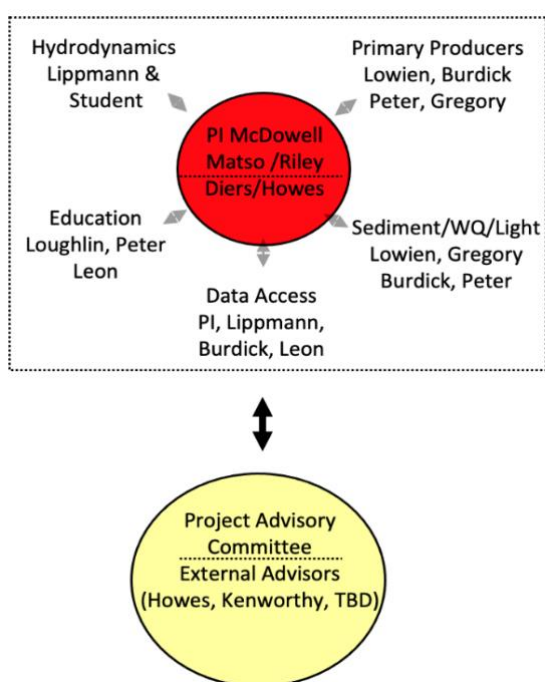 Hydrodynamics
Lippmann &
Student
Primary Producers
Lowien, Burdick
Peter, Gregory
PI McDowell
Matso /Riley
Diers/Howes
Education
Loughlin, Peter
Leon
Sediment/WQ/Light
Lowien, Gregory
Burdick, Peter
Data Access
PI, Lippmann,
Burdick, Leon
Project Advisory
Committee
External Advisors
(Howes, Kenworthy, TBD)